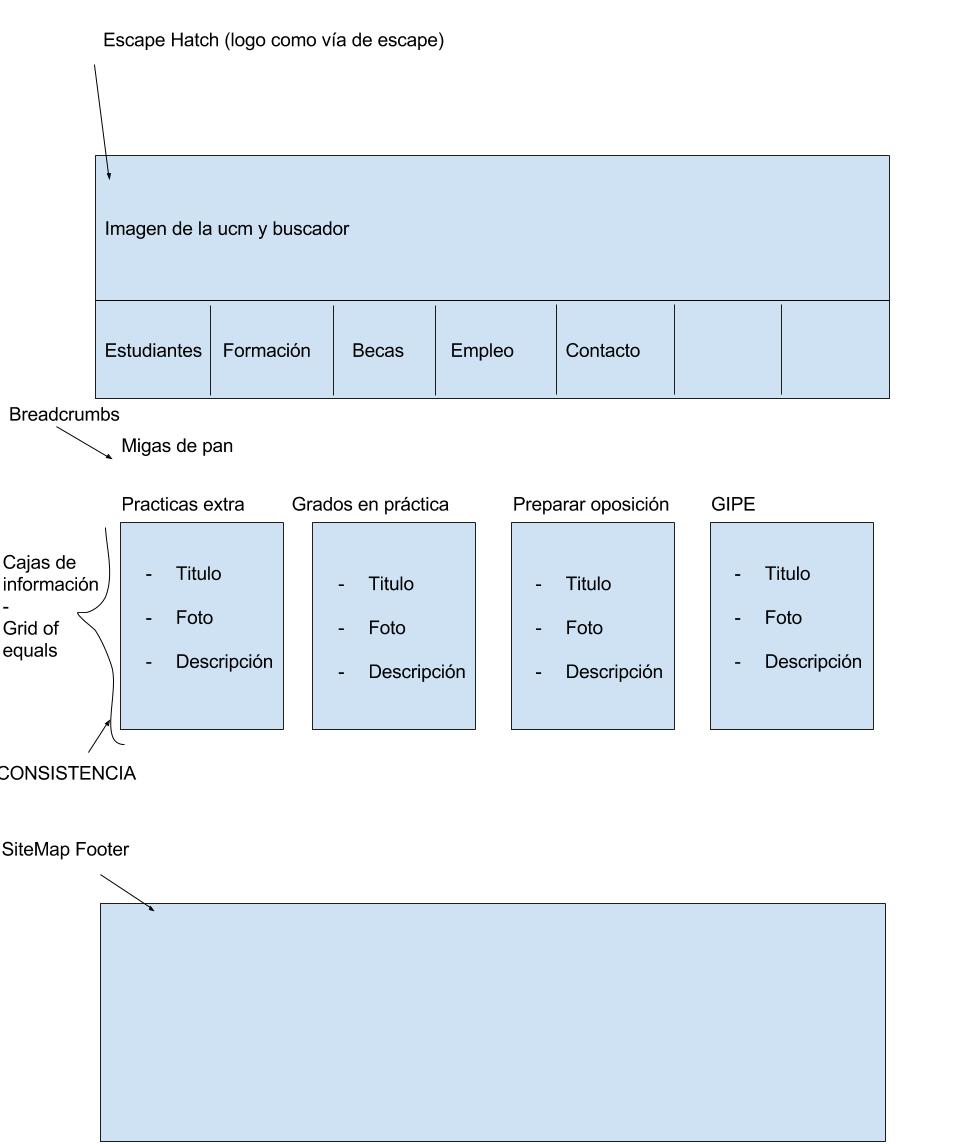 Escape Hatch (logo como vía de escape)
Imagen de la ucm y buscador
Estudiantes
Formación
Becas
Empleo
Contacto
Breadcrumbs
Migas de pan
Practicas extra
Grados en práctica
Preparar oposición
GIPE
Cajas de
información
-
Grid of
equals
- Titulo
- Foto
- Descripción
- Titulo
- Foto
- Descripción
- Titulo
- Foto
- Descripción
- Titulo
- Foto
- Descripción
CONSISTENCIA
SiteMap Footer